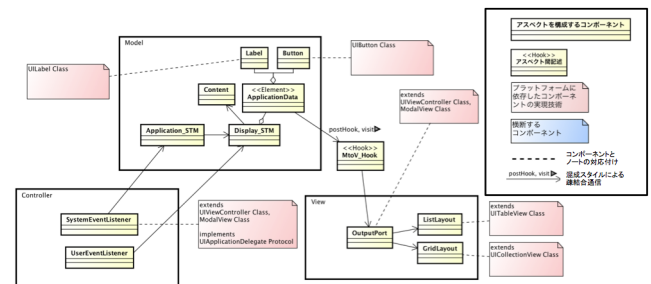 Model
Label
Button
UILabel Class
UIButton Class
<<Element>>
ApplicationData
Content
Application_STM
Display_STM
extends
UIViewController Class,
ModalView Class
postHook, visit▶
<<Hook>>
MtoV_Hook
Controller
SystemEventListener
UserEventListener
extends
UIViewController Class,
ModalView Class
implements
UIApplicationDelegate Protocol
View
OutputPort
ListLayout
GridLayout
extends
UITableView Class
extends
UICollectionView Class
アスペクトを構成するコンポーネント
<<Hook>>
アスペクト間記述
プラットフォームに
依存したコンポーネ
ントの実現技術
横断する
コンポーネント
コンポーネントと
ノートの対応付け
postHook, visit▶
混成スタイルによる
疎結合通信